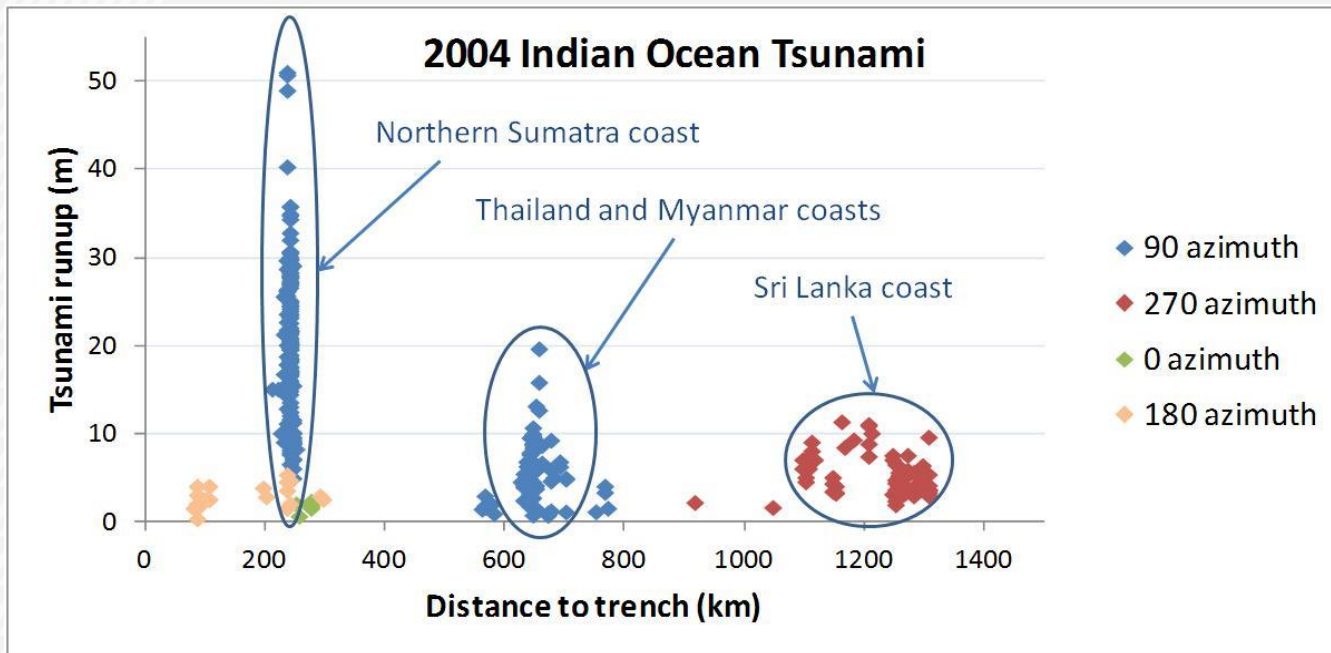 2004 Indian Ocean Tsunami
Northern Sumatra coast
Thailand and Myanmar coasts
Sri Lanka coast
Tsunami runup (m)
50
40
30
20
10
0
0 200 400 600 800 1000 1200 1400
Distance to trench (km)
90 azimuth
270 azimuth
0 azimuth
180 azimuth